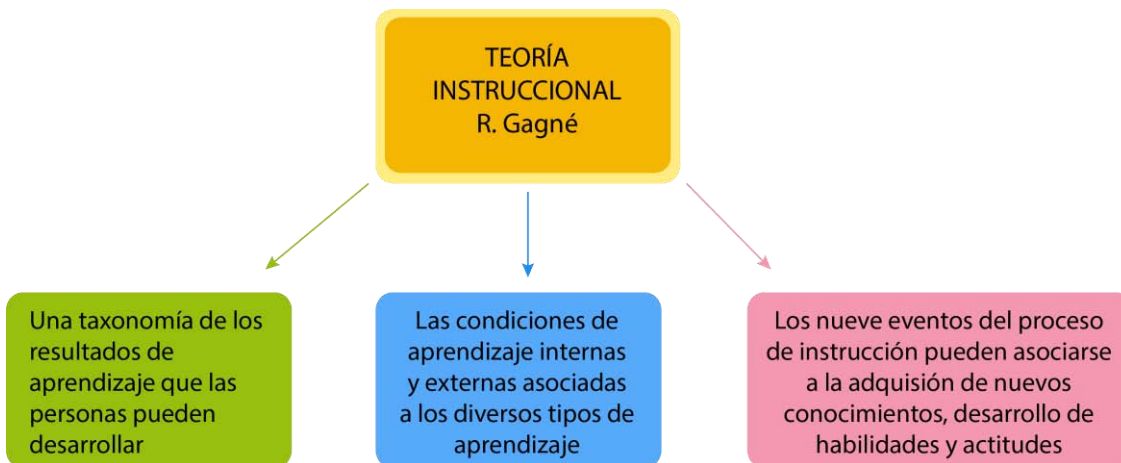 TEORÍA
INSTRUCCIONAL
R. Gagné
Una taxonomía de los
resultados de
aprendizaje que las
personas pueden
desarrollar
Las condiciones de
aprendizaje internas
y externas asociadas
a los diversos tipos de
aprendizaje
Los nueve eventos del proceso
de instrucción pueden asociarse
a la adquisición de nuevos
conocimientos, desarrollo de
habilidades y actitudes